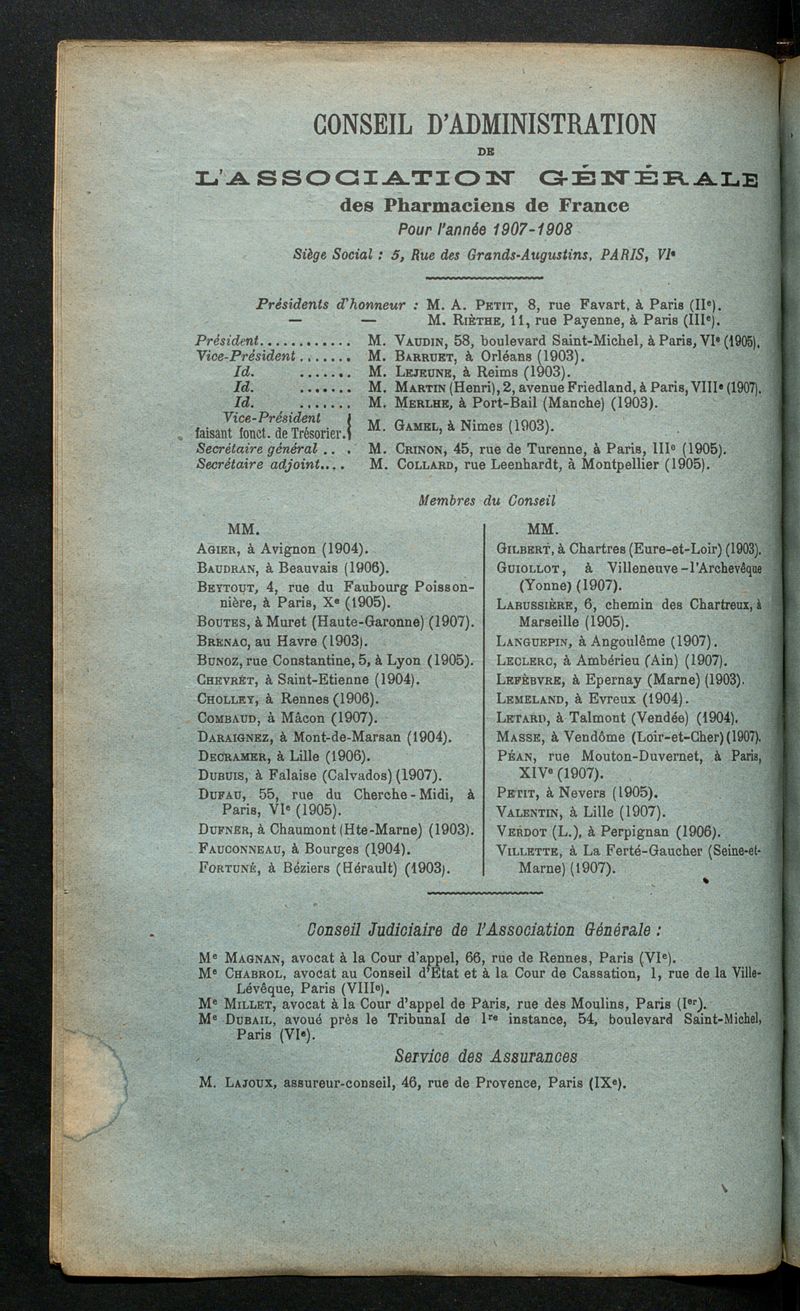 CONSEIL D'ADMINISTRATION
DE
L'ASSOCIATION GÉNÉRALE
des Pharmaciens de France
Pour l'année 1907-1908
Siège Social : 5, Rue des Grands-Augustins, PARIS, VIe
Présidents d'honneur : M. A. PETIT, 8, rue Favart, à Paris (IIe).
— — M. RIÈTHE, 11, rue Payenne, à Paris (IIIe).
Président............ M. VAUDIN, 58, boulevard Saint-Michel, à Paris, VIe (1905).
Vice-Président....... M. BARRUET, à Orléans (1903).
Id. ....... M. LEJEUNE, à Reims (1903).
Id. ....... M. MARTIN (Henri), 2, avenue Friedland, à Paris, VIIIe (1907).
Id. ....... M. MERLHE, à Port-Bail (Manche) (1903).
Vice-Président
faisant fonct. de Trésorier. } M. GAMEL, à Nimes (1903).
Secrétaire général .. . M. CRINON, 45, rue de Turenne, à Paris, IIIe (1905).
Secrétaire adjoint.... M. COLLARD, rue Leenhardt, à Montpellier (1905).
Membres du Conseil
MM.
AGIER, à Avignon (1904).
BAUDRAN, à Beauvais (1906).
BEYTOUT, 4, rue du Faubourg Poisson-
nière, à Paris, Xe (1905).
BOUTES, à Muret (Haute-Garonne) (1907).
BRENAC, au Havre (1903).
BUNOZ, rue Constantine, 5, à Lyon (1905).
CHEVRET, à Saint-Etienne (1904).
CHOLLEY, à Rennes (1906).
COMBAUD, à Mâcon (1907).
DARAIGNEZ, à Mont-de-Marsan (1904).
DECRAMER, à Lille (1906).
DUBUIS, à Falaise (Calvados) (1907).
DUFAU, 55, rue du Cherche-Midi, à
Paris, VIe (1905).
DUFNER, à Chaumont (Hte-Marne) (1903).
FAUCONNEAU, à Bourges (1904).
FORTUNÉ, à Béziers (Hérault) (1903).
MM.
GILBERT, à Chartres (Eure-et-Loir) (1903).
GUIOLLOT, à Villeneuve-l'Archevêque
(Yonne) (1907).
LABUSSIÈRE, 6, chemin des Chartreux, à
Marseille (1905).
LANGUEPIN, à Angoulême (1907).
LECLERC, à Ambérieu (Ain) (1907).
LEFÈBVRE, à Epernay (Marne) (1903).
LEMELAND, à Evreux (1904).
LETARD, à Talmont (Vendée) (1904).
MASSE, à Vendôme (Loir-et-Cher) (1907).
PÉAN, rue Mouton-Duvernet, à Paris,
XIVe (1907).
PETIT, à Nevers (1905).
VALENTIN, à Lille (1907).
VERDOT (L.), à Perpignan (1906).
VILLETTE, à La Ferté-Gaucher (Seine-et-
Marne) (1907).
Conseil Judiciaire de l'Association Générale :
Me MAGNAN, avocat à la Cour d'appel, 66, rue de Rennes, Paris (VIe).
Me CHABROL, avocat au Conseil d'Etat et à la Cour de Cassation, 1, rue de la Ville-
Lévêque, Paris (VIIIe).
Me MILLET, avocat à la Cour d'appel de Paris, rue des Moulins, Paris (Ier).
Me DUBAIL, avoué près le Tribunal de 1re instance, 54, boulevard Saint-Michel,
Paris (VIe).
Service des Assurances
M. LAJOUX, assureur-conseil, 46, rue de Provence, Paris (IXe).